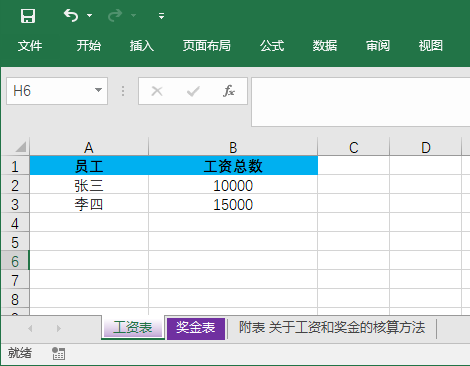 文件 开始 插入 页面布局 公式 数据 审阅 视图
H6 fx
A B C D
1 员工 工资总数
2 张三 10000
3 李四 15000
4
5
6
7
8
工资表 奖金表 附表 关于工资和奖金的核算方法
就绪